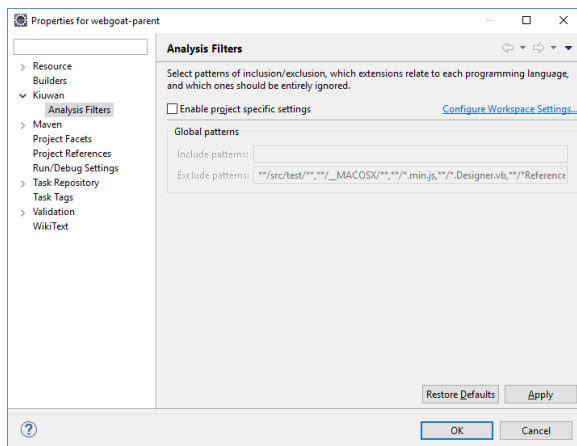 Properties for webgoat-parent
Resource
Builders
Kiuwan
Analysis Filters
Maven
Project Facets
Project References
Run/Debug Settings
Task Repository
Task Tags
Validation
WikiText
Analysis Filters
Select patterns of inclusion/exclusion, which extensions relate to each programming language,
and which ones should be entirely ignored.
Enable project specific settings Configure Workspace Settings...
Global patterns
Include patterns:
Exclude patterns: **/src/test/**,**/__MACOSX/**,**/*.min.js,**/*.Designer.vb,**/*Reference
Restore Defaults Apply
OK Cancel